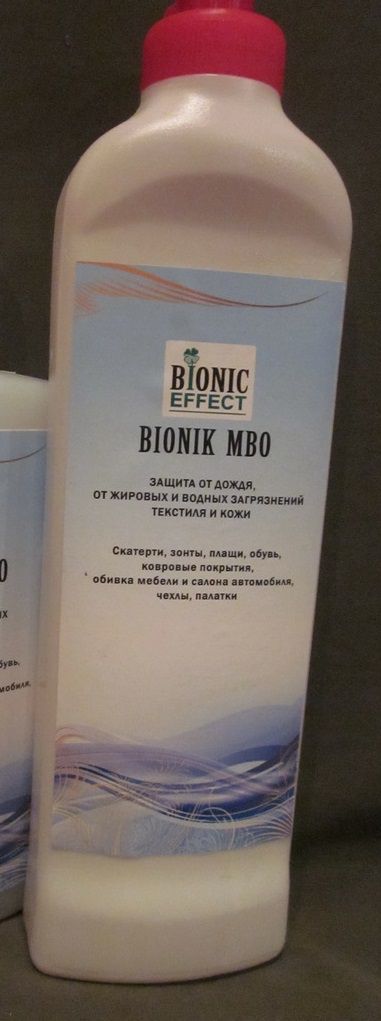 BIONIC
EFFECT
BIONIK MBO
ЗАЩИТА ОТ ДОЖДЯ,
ОТ ЖИРОВЫХ И ВОДНЫХ ЗАГРЯЗНЕНИЙ
ТЕКСТИЛЯ И КОЖИ
Скатерти, зонты, плащи, обувь,
ковровые покрытия,
обивка мебели и салона автомобиля,
чехлы, палатки